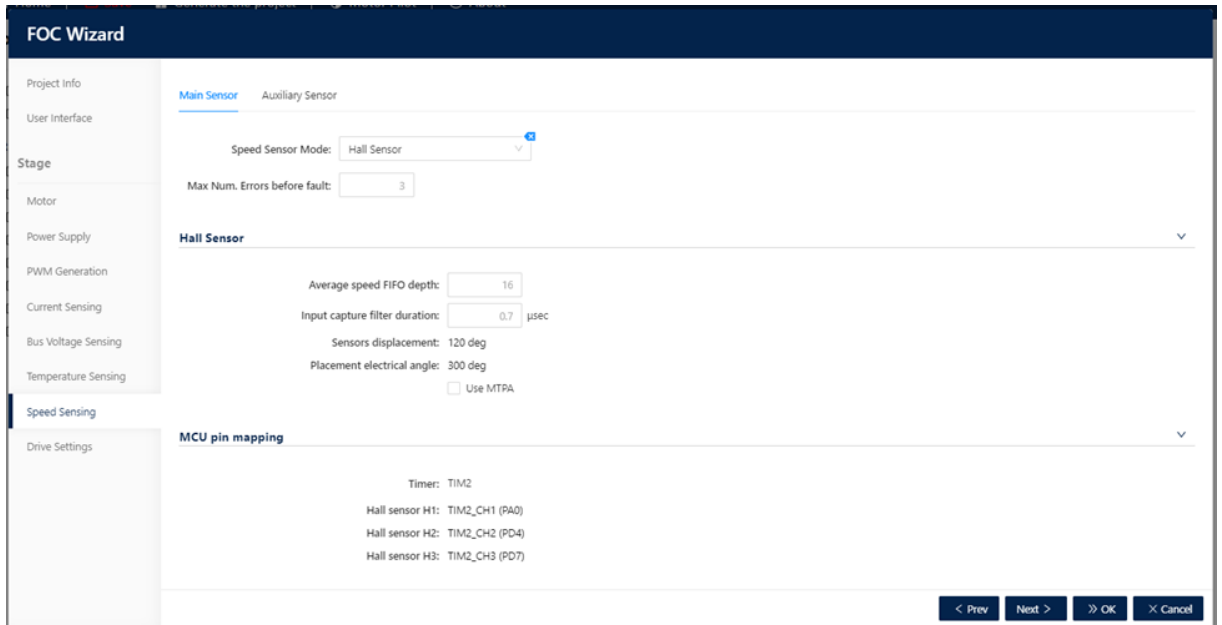 FOC Wizard
Project Info
User Interface
Stage
Motor
Power Supply
PWM Generation
Current Sensing
Bus Voltage Sensing
Temperature Sensing
Speed Sensing
Drive Settings
Main Sensor Auxiliary Sensor
Speed Sensor Mode: Hall Sensor
Max Num. Errors before fault: 3
Hall Sensor
Average speed FIFO depth: 16
Input capture filter duration: 0.7 μsec
Sensors displacement: 120 deg
Placement electrical angle: 300 deg
Use MTPA
MCU pin mapping
Timer: TIM2
Hall sensor H1: TIM2_CH1 (PA0)
Hall sensor H2: TIM2_CH2 (PD4)
Hall sensor H3: TIM2_CH3 (PD7)
< Prev Next > >> OK × Cancel